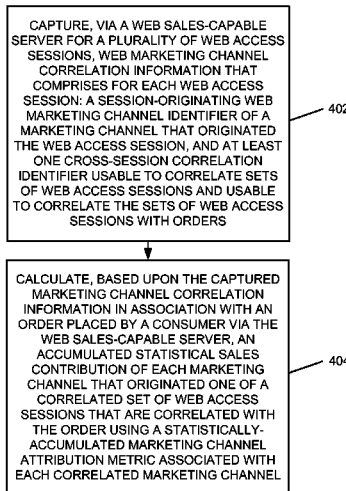 CAPTURE, VIA A WEB SALES-CAPABLE
SERVER FOR A PLURALITY OF WEB ACCESS
SESSIONS, WEB MARKETING CHANNEL
CORRELATION INFORMATION THAT
COMPRISES FOR EACH WEB ACCESS
SESSION: A SESSION-ORIGINATING WEB
MARKETING CHANNEL IDENTIFIER OF A
MARKETING CHANNEL THAT ORIGINATED
THE WEB ACCESS SESSION, AND AT LEAST
ONE CROSS-SESSION CORRELATION
IDENTIFIER USABLE TO CORRELATE SETS
OF WEB ACCESS SESSIONS AND USABLE
TO CORRELATE THE SETS OF WEB ACCESS
SESSIONS WITH ORDERS
402
CALCULATE, BASED UPON THE CAPTURED
MARKETING CHANNEL CORRELATION
INFORMATION IN ASSOCIATION WITH AN
ORDER PLACED BY A CONSUMER VIA THE
WEB SALES-CAPABLE SERVER, AN
ACCUMULATED STATISTICAL SALES
CONTRIBUTION OF EACH MARKETING
CHANNEL THAT ORIGINATED ONE OF A
CORRELATED SET OF WEB ACCESS
SESSIONS THAT ARE CORRELATED WITH
THE ORDER USING A STATISTICALLY-
ACCUMULATED MARKETING CHANNEL
ATTRIBUTION METRIC ASSOCIATED WITH
EACH CORRELATED MARKETING CHANNEL
404